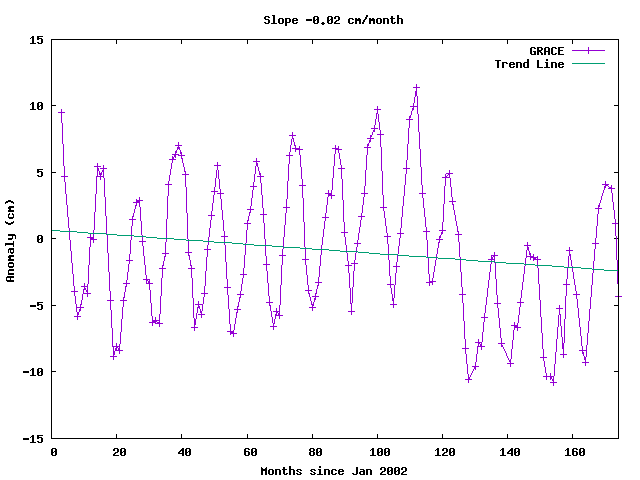 Slope -0.02 cm/month
GRACE
Trend Line
15
10
5
0
-5
-10
-15
Anomaly (cm)
0 20 40 60 80 100 120 140 160
Months since Jan 2002